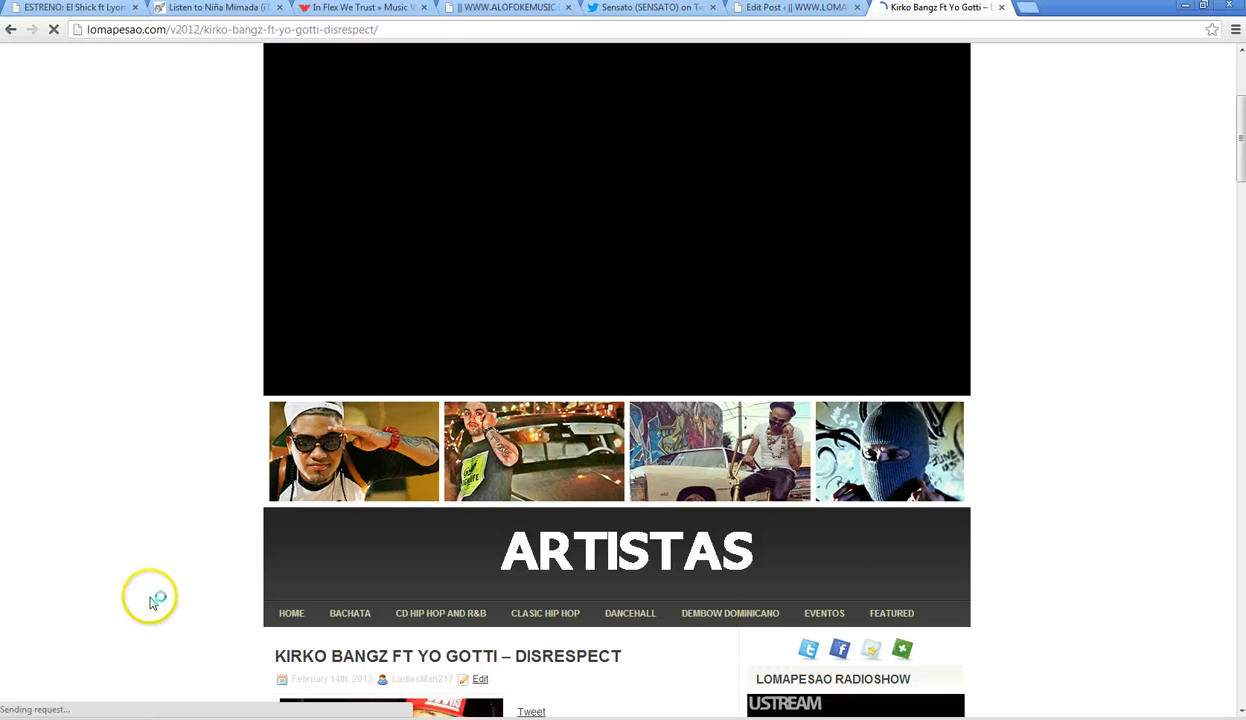 ESTRENO: El Shick ft Lyon
Listen to Niña Mimada (iT
In Flex We Trust » Music V
|| WWW.ALOFOKEMUSIC.
Sensato (SENSATO) on Tw
Edit Post ‹ || WWW.LOMA
Kirko Bangz Ft Yo Gotti –
lomapesao.com/v2012/kirko-bangz-ft-yo-gotti-disrespect/
ARTISTAS
HOME BACHATA CD HIP HOP AND R&B CLASIC HIP HOP DANCEHALL DEMBOW DOMINICANO EVENTOS FEATURED
KIRKO BANGZ FT YO GOTTI – DISRESPECT
February 14th, 2013 LadiesMan217 Edit
Tweet
LOMAPESAO RADIOSHOW
USTREAM
Sending request...